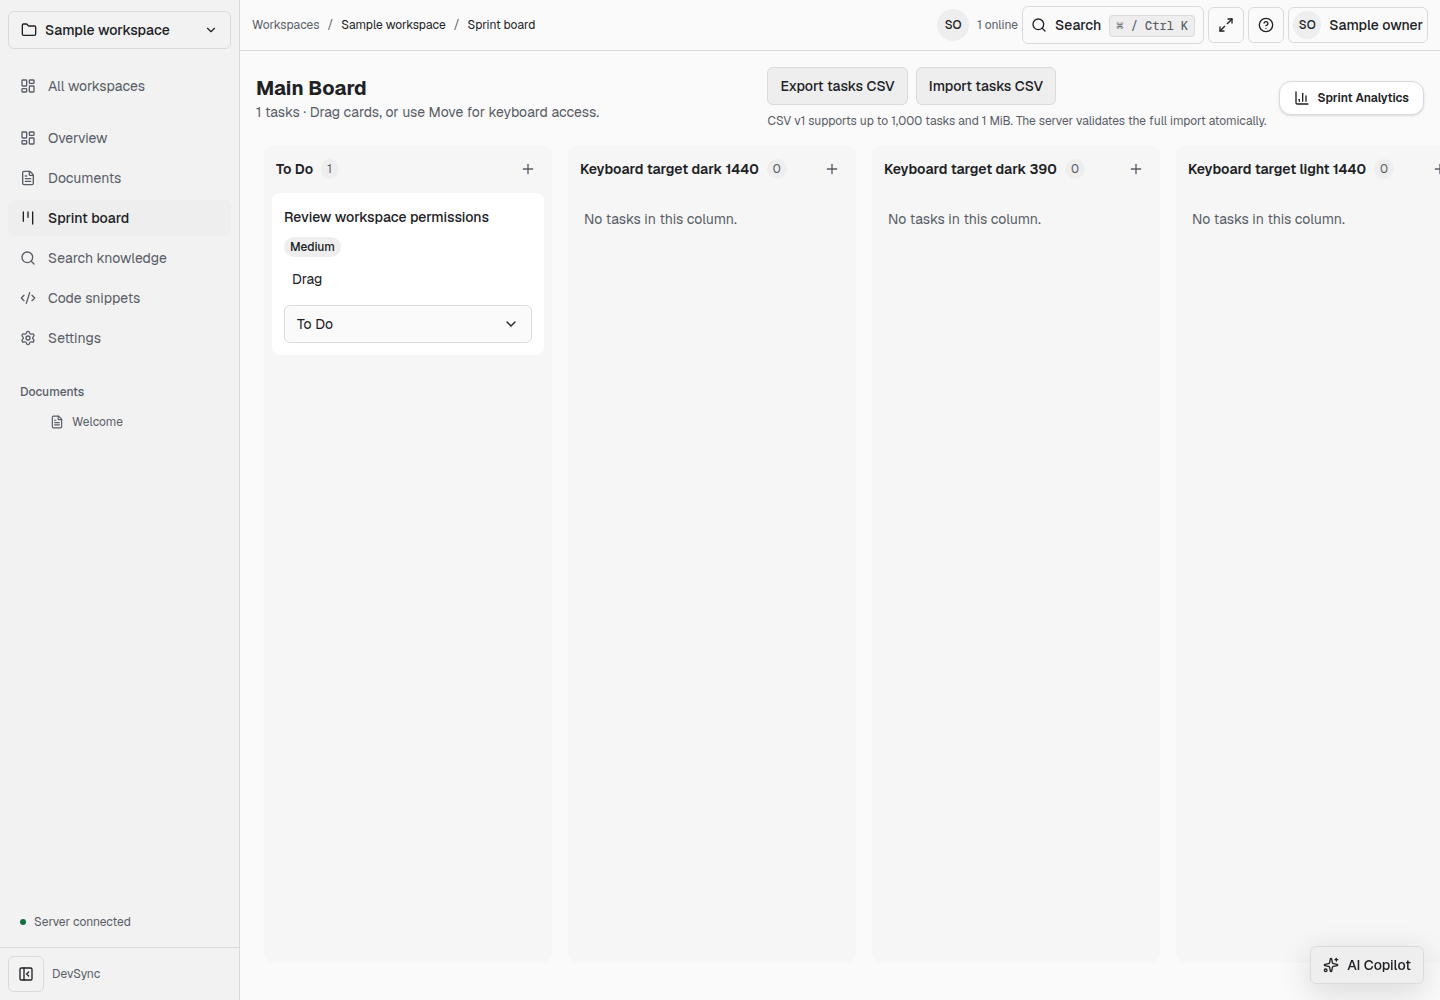 Sample workspace
All workspaces
Overview
Documents
Sprint board
Search knowledge
Code snippets
Settings
Documents
Welcome
Server connected
DevSync
Workspaces / Sample workspace / Sprint board
SO 1 online
Search ⌘ / Ctrl K
SO Sample owner
Main Board
1 tasks · Drag cards, or use Move for keyboard access.
Export tasks CSV
Import tasks CSV
CSV v1 supports up to 1,000 tasks and 1 MiB. The server validates the full import atomically.
Sprint Analytics
To Do 1
Review workspace permissions
Medium
Drag
To Do
Keyboard target dark 1440 0
No tasks in this column.
Keyboard target dark 390 0
No tasks in this column.
Keyboard target light 1440 0
No tasks in this column.
AI Copilot